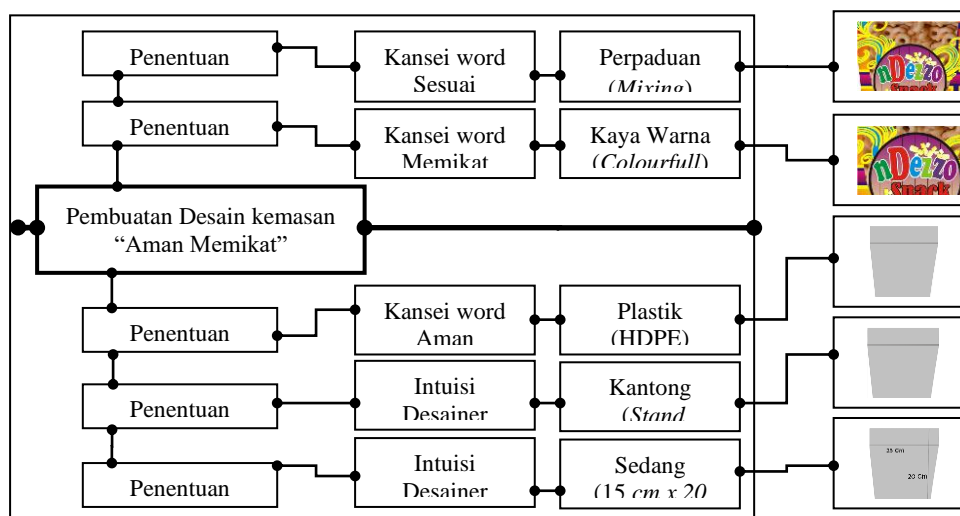 Penentuan
Kansei word
Sesuai
Perpaduan
(Mixing)
nDezzo
Snack
Penentuan
Kansei word
Memikat
Kaya Warna
(Colourfull)
nDezzo
Snack
Pembuatan Desain kemasan
“Aman Memikat”
Penentuan
Kansei word
Aman
Plastik
(HDPE)
Penentuan
Intuisi
Desainer
Kantong
(Stand
Penentuan
Intuisi
Desainer
Sedang
(15 cm x 20
20 Cm